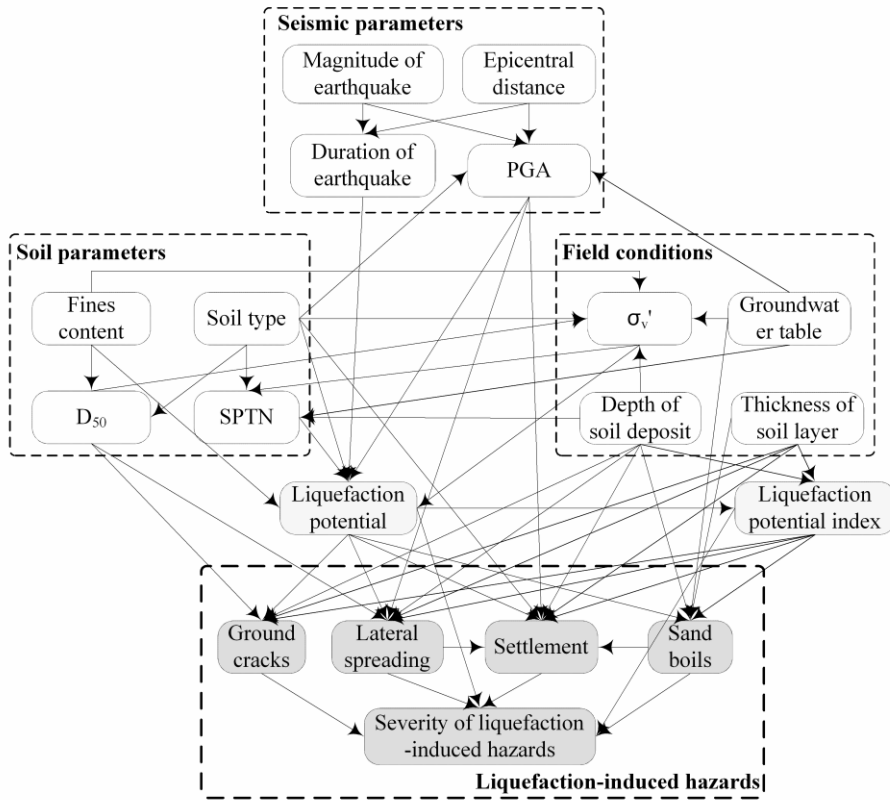 Seismic parameters
Magnitude of
earthquake
Epicentral
distance
Duration of
earthquake
PGA
Soil parameters
Fines
content
Soil type
D₅₀
SPTN
Field conditions
σᵥ'
Groundwat
er table
Depth of
soil deposit
Thickness of
soil layer
Liquefaction
potential
Liquefaction
potential index
Ground
cracks
Lateral
spreading
Settlement
Sand
boils
Severity of liquefaction
-induced hazards
Liquefaction-induced hazards